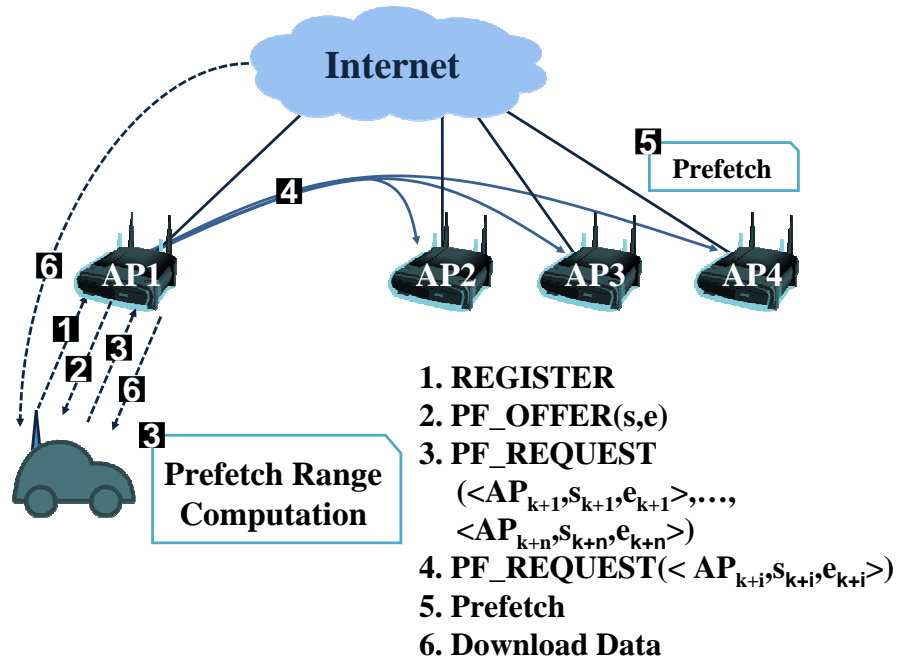 Internet
5
Prefetch
4
6
AP1
AP2
AP3
AP4
1
2
3
6
3
Prefetch Range
Computation
1. REGISTER
2. PF_OFFER(s,e)
3. PF_REQUEST
(<APk+1,sk+1,ek+1>,…,
<APk+n,sk+n,ek+n>)
4. PF_REQUEST(< APk+i,sk+i,ek+i>)
5. Prefetch
6. Download Data